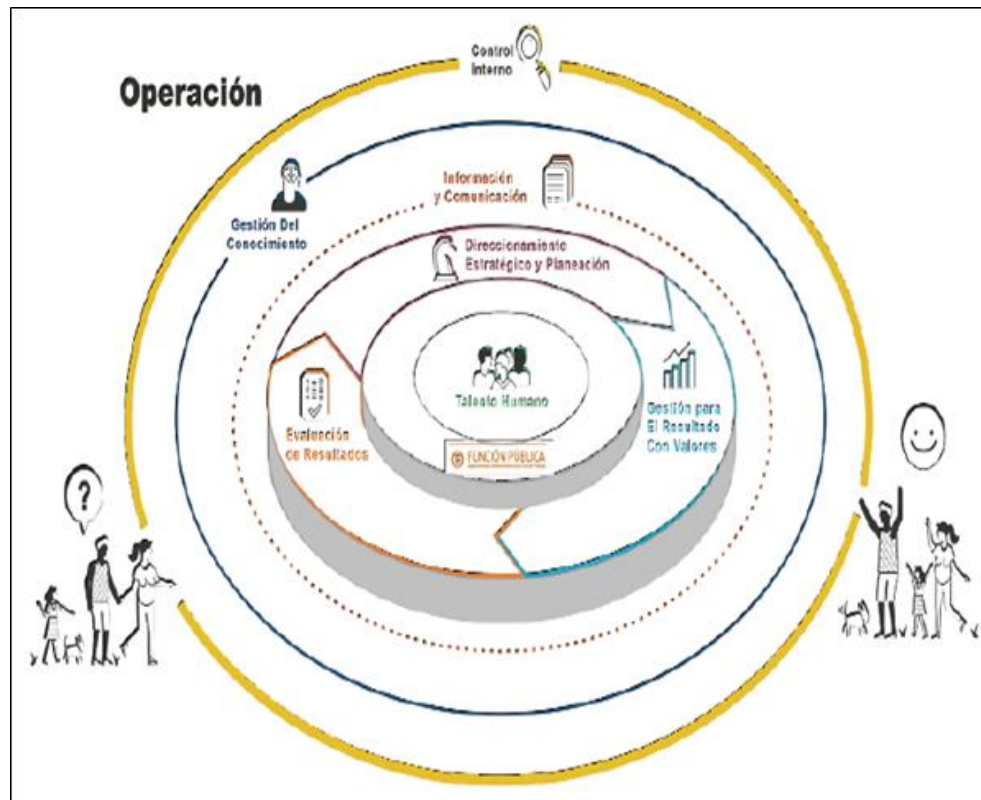 Control
Interno
Operación
Información
y Comunicación
Gestión Del
Conocimiento
Direccionamiento
Estratégico y Planeación
Talento Humano
Gestión para
El Resultado
Con Valores
Evaluación
de Resultados
FUNCIÓN PÚBLICA
?